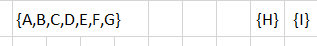 {A,B,C,D,E,F,G} {H} {I}